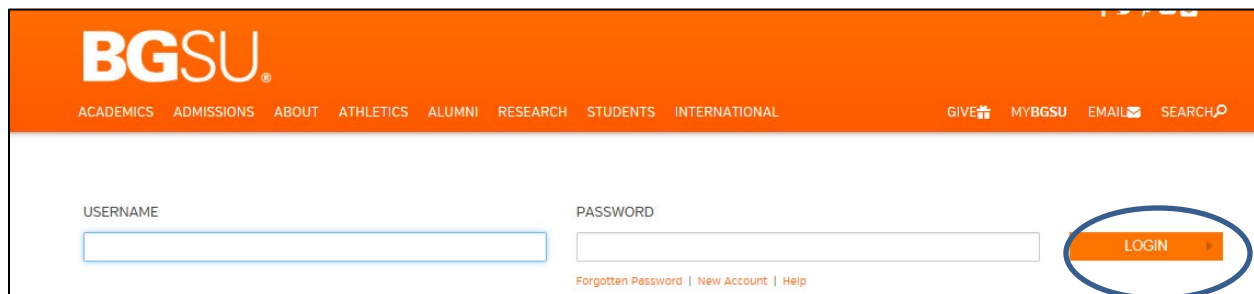 BGSU®
ACADEMICS ADMISSIONS ABOUT ATHLETICS ALUMNI RESEARCH STUDENTS INTERNATIONAL GIVE MYBGSU EMAIL SEARCH
USERNAME PASSWORD
LOGIN
Forgotten Password | New Account | Help